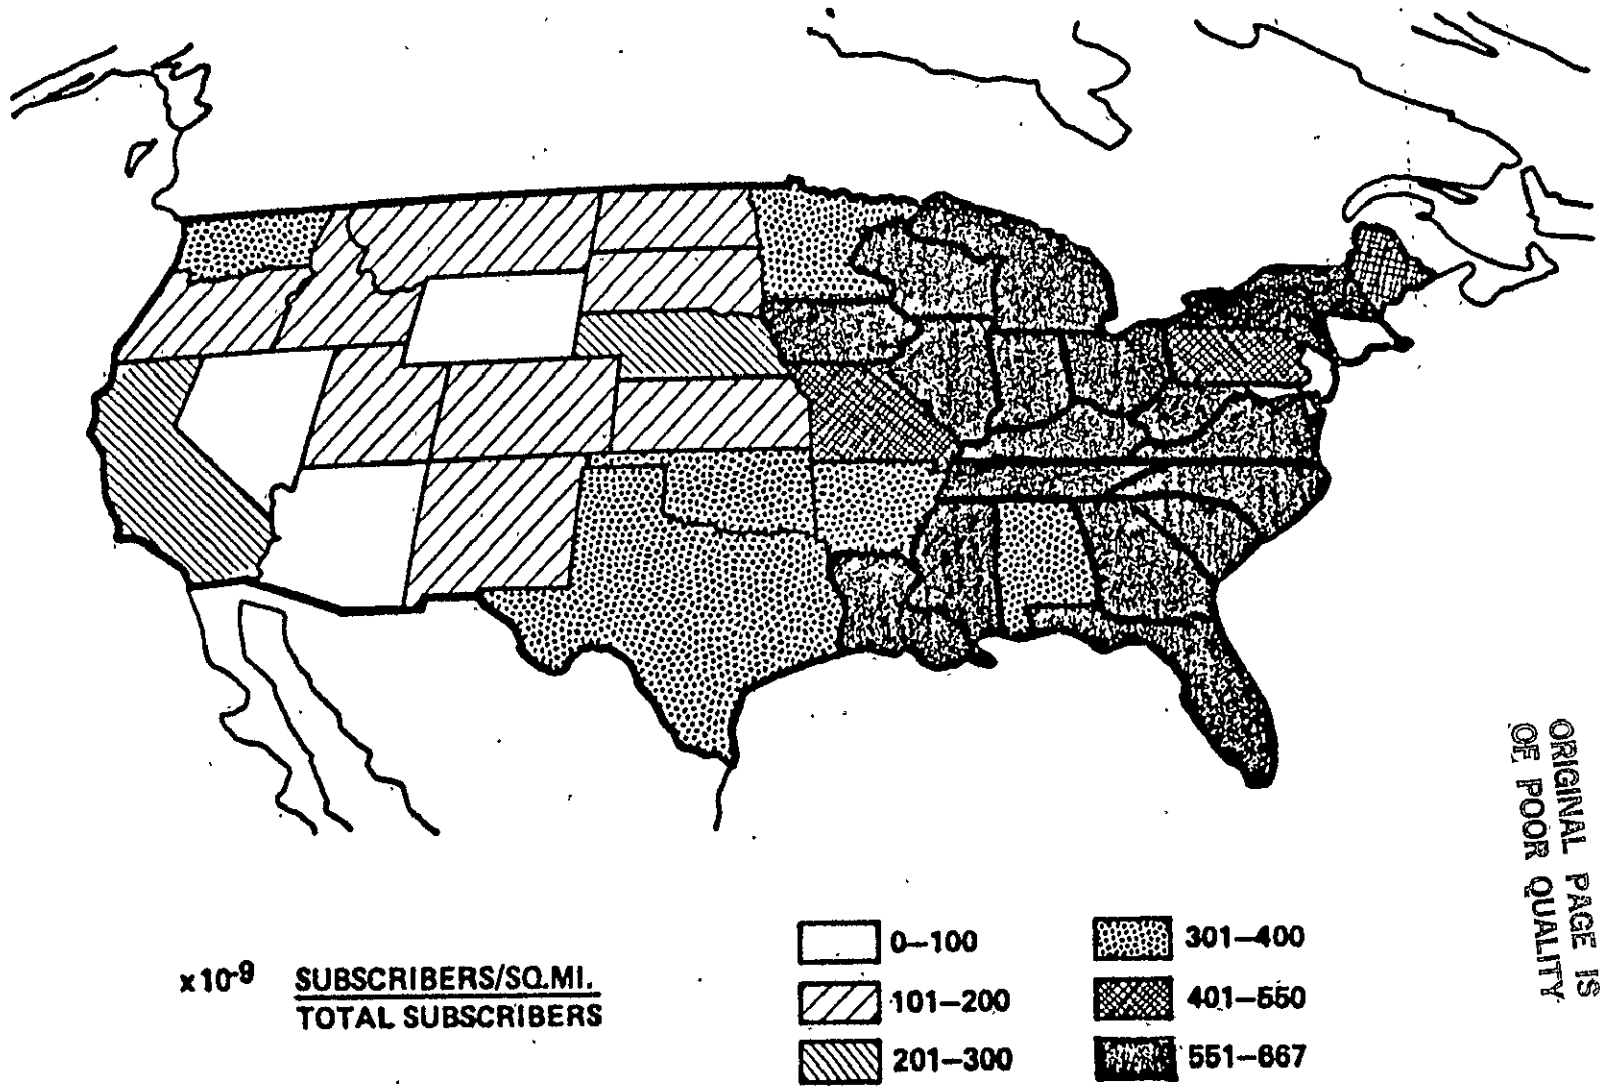 x 10-9 SUBSCRIBERS/SQ.MI.
TOTAL SUBSCRIBERS
0–100
101–200
201–300
301–400
401–550
551–667
ORIGINAL PAGE IS
OF POOR QUALITY